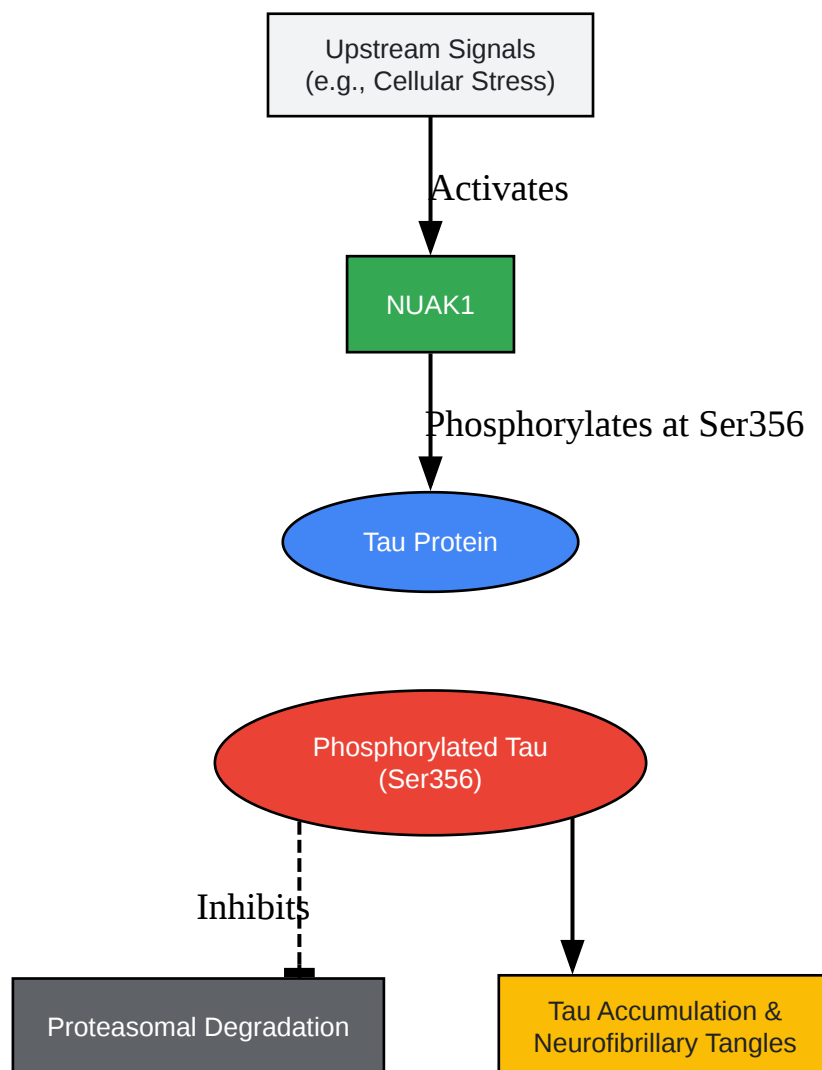 Upstream Signals
(e.g., Cellular Stress)
Activates
NUAK1
Phosphorylates at Ser356
Tau Protein
Phosphorylated Tau
(Ser356)
Inhibits
Proteasomal Degradation
Tau Accumulation &
Neurofibrillary Tangles